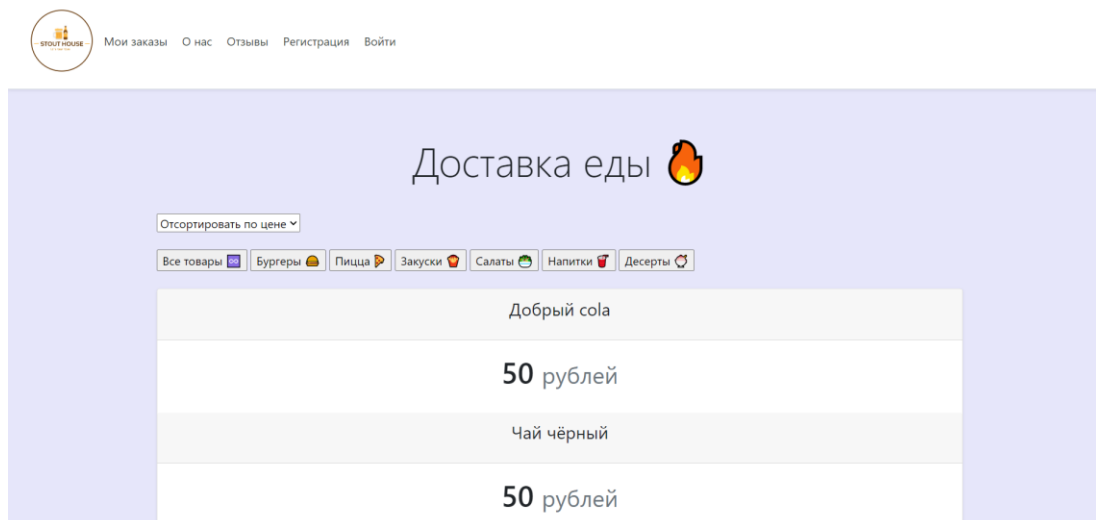 STOUT HOUSE
Мои заказы О нас Отзывы Регистрация Войти
Доставка еды 🔥
Отсортировать по цене
Все товары ♾️ Бургеры 🍔 Пицца 🍕 Закуски 🍟 Салаты 🥗 Напитки 🥤 Десерты 🍧
Добрый cola
50 рублей
Чай чёрный
50 рублей